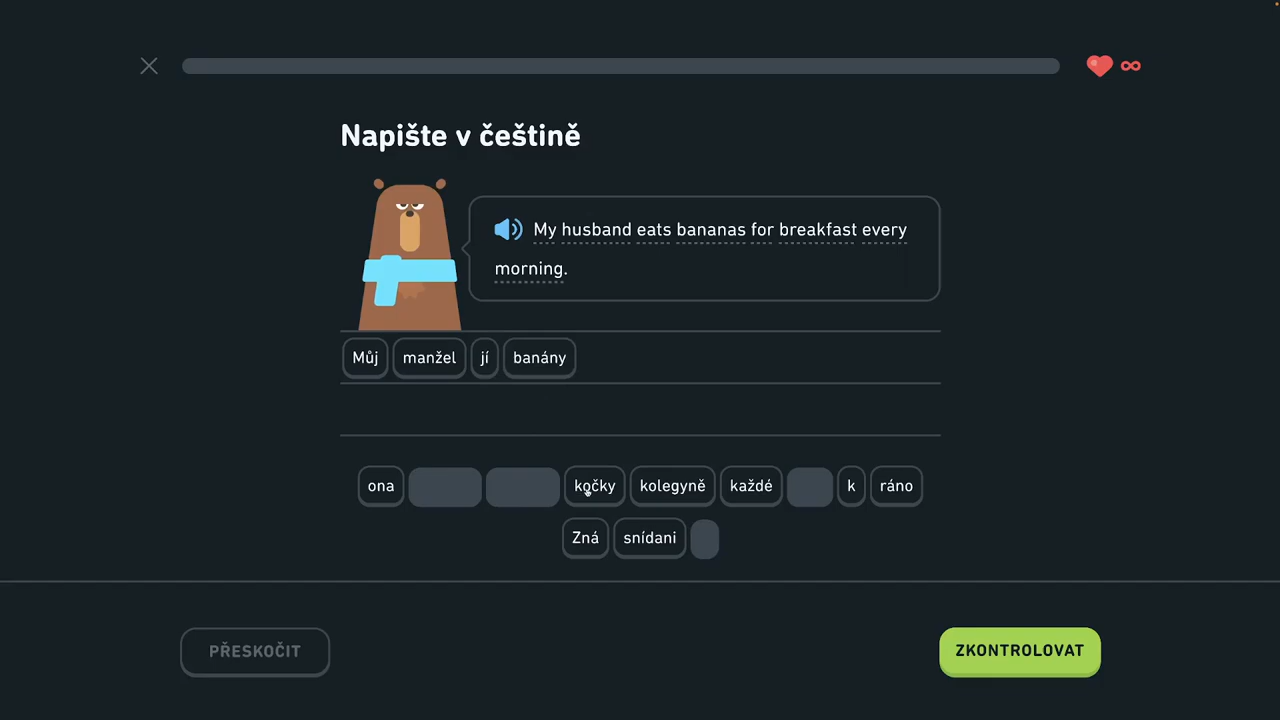 Napište v češtině
My husband eats bananas for breakfast every
morning.
Můj manžel jí banány
ona kočky kolegyně každé k ráno
Zná snídani
PŘESKOČIT ZKONTROLOVAT